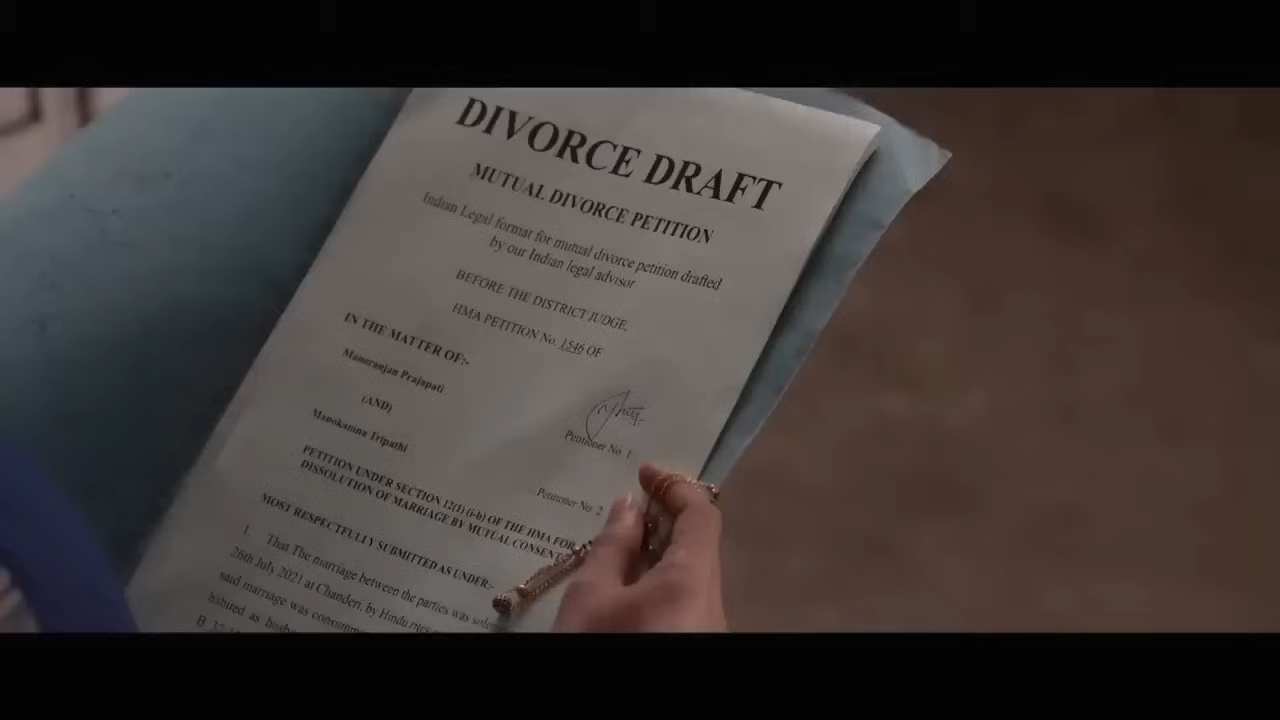 DIVORCE DRAFT
MUTUAL DIVORCE PETITION
Indian Legal format for mutual divorce petition drafted
by our Indian legal advisor
BEFORE THE DISTRICT JUDGE,
HMA PETITION No. 1546 OF
IN THE MATTER OF:-
Manoranjan Prajapati
(AND)
Manokamna Tripathi
Petitioner No. 1
Petitioner No. 2
PETITION UNDER SECTION 12(1) (i-b) OF THE HMA FOR
DISSOLUTION OF MARRIAGE BY MUTUAL CONSENT
MOST RESPECTFULLY SUBMITTED AS UNDER:-
1. That The marriage between the parties was
26th July 2021 at Chanderi, by Hindu rites
said marriage was
as